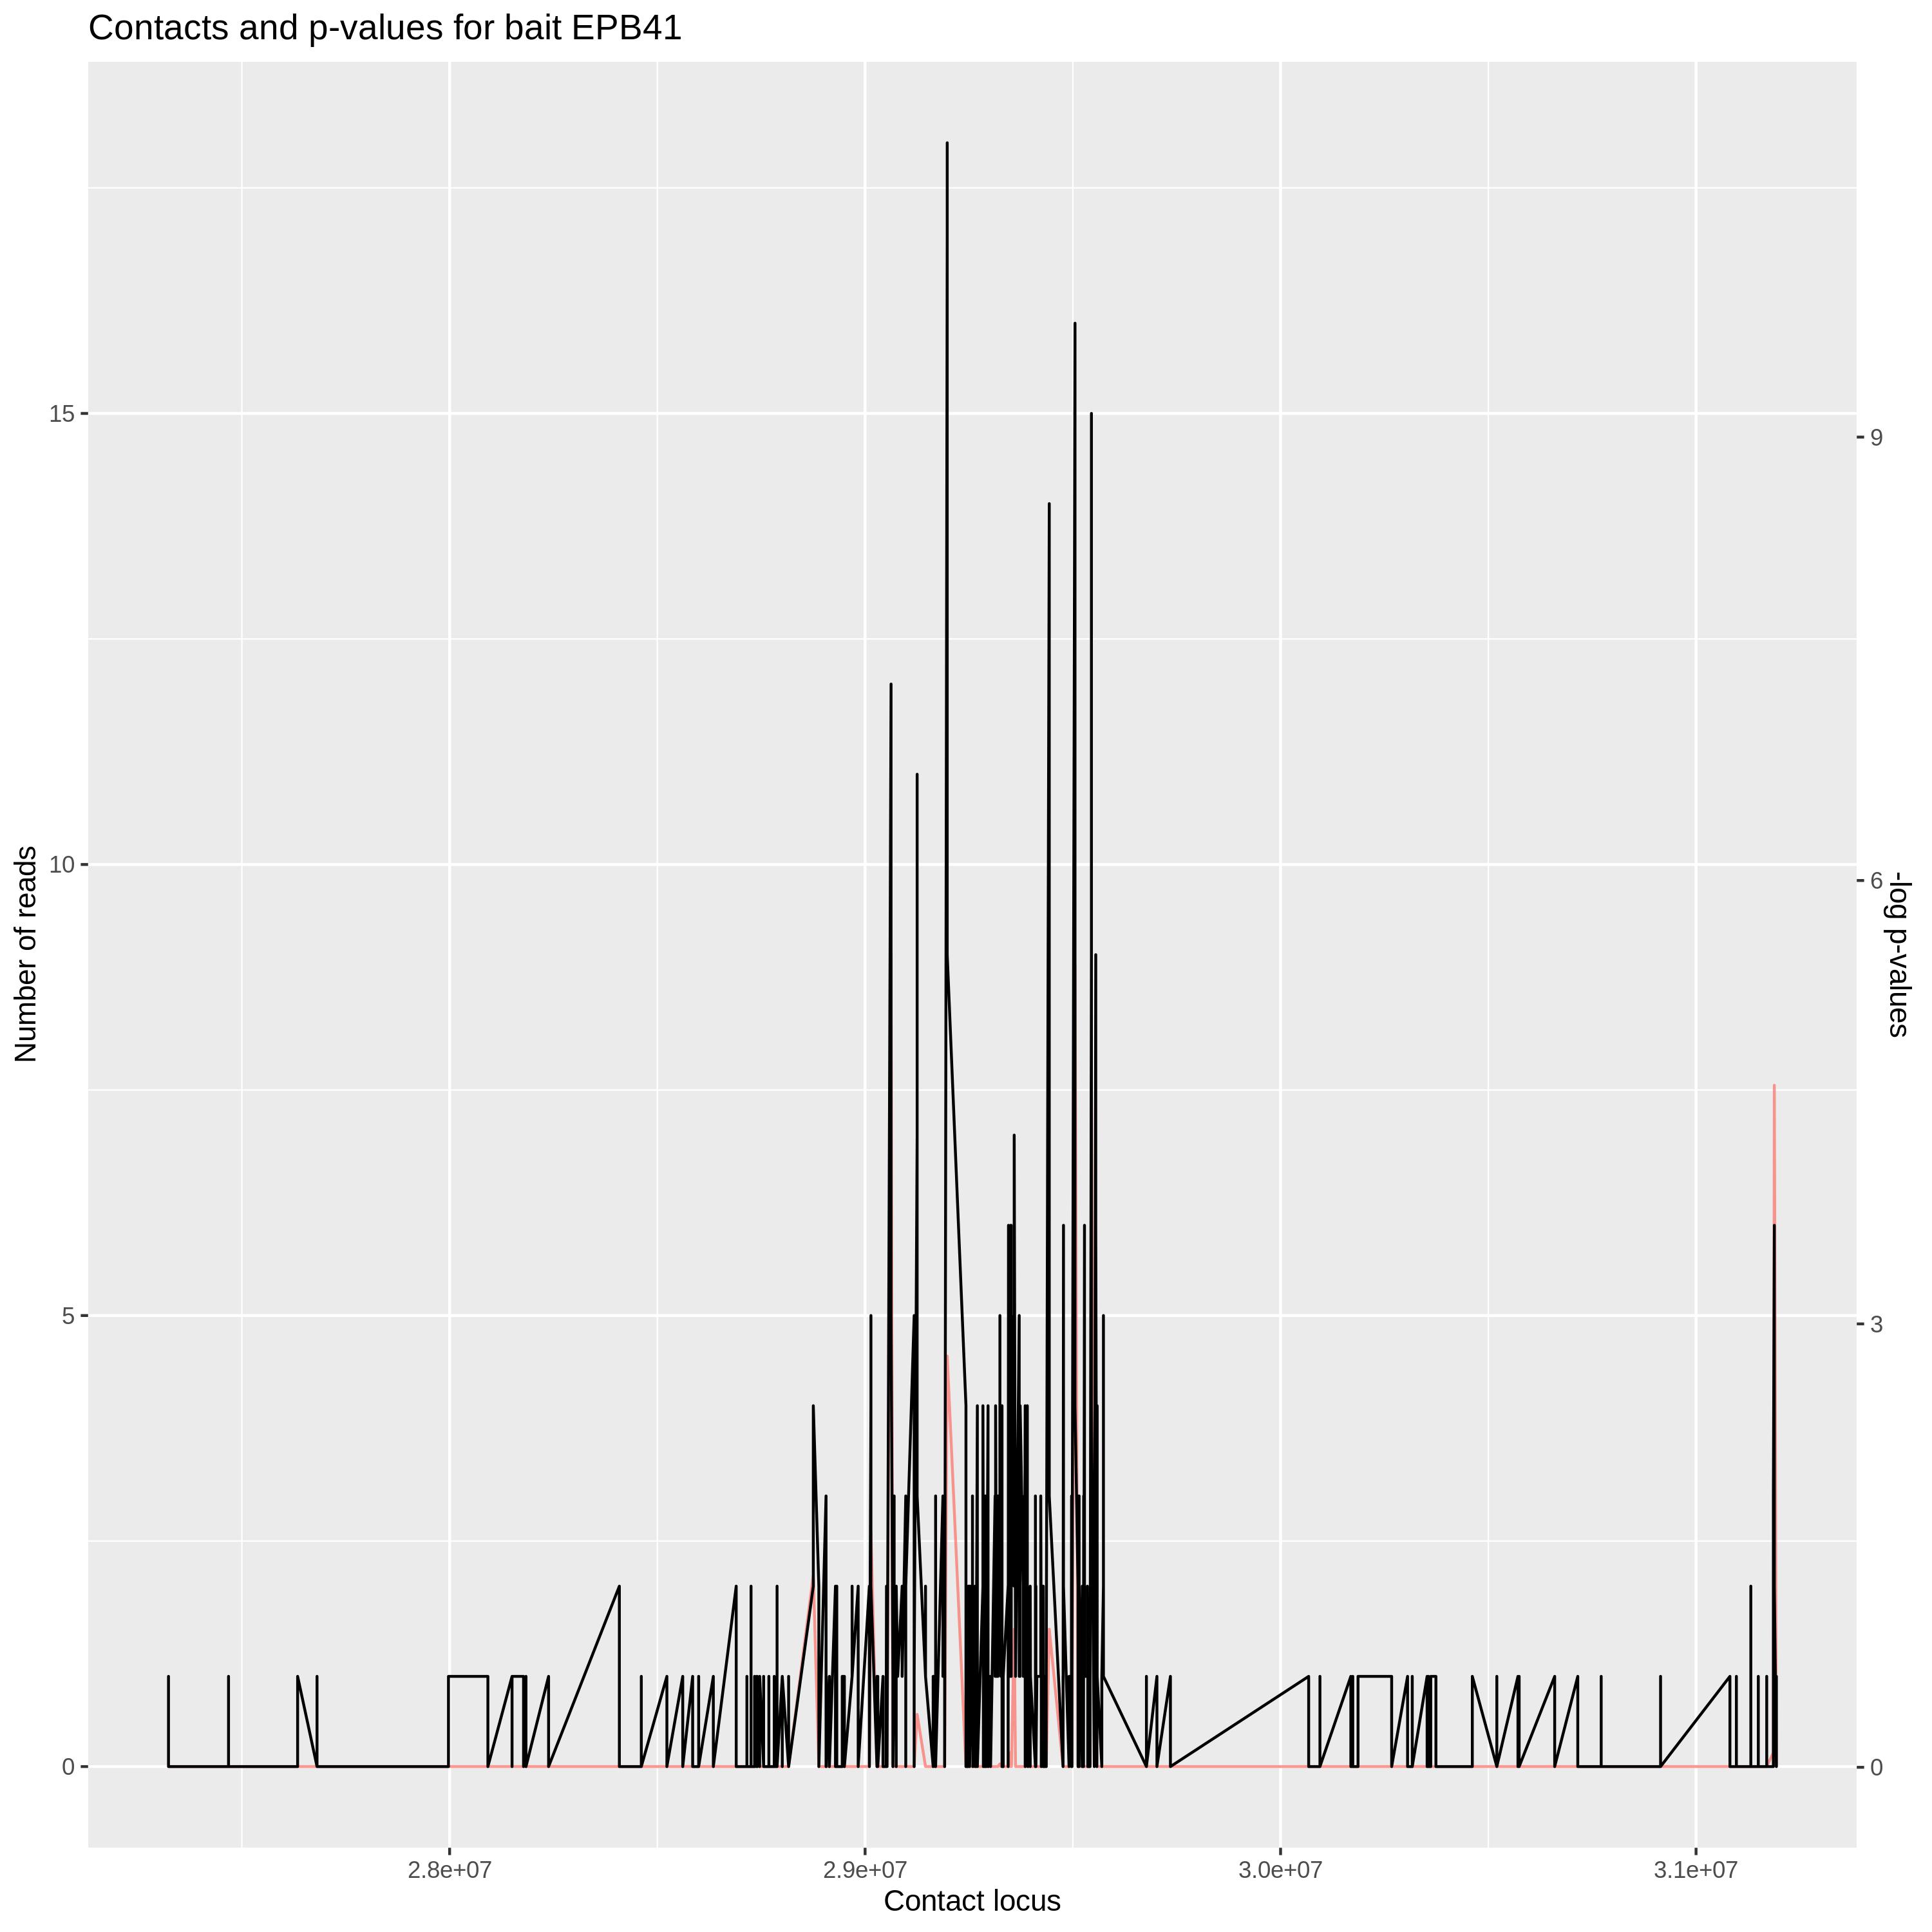 Contacts and p-values for bait EPB41
15
10
5
0
Number of reads
9
6
3
0
-log p-values
2.8e+07
2.9e+07
3.0e+07
3.1e+07
Contact locus